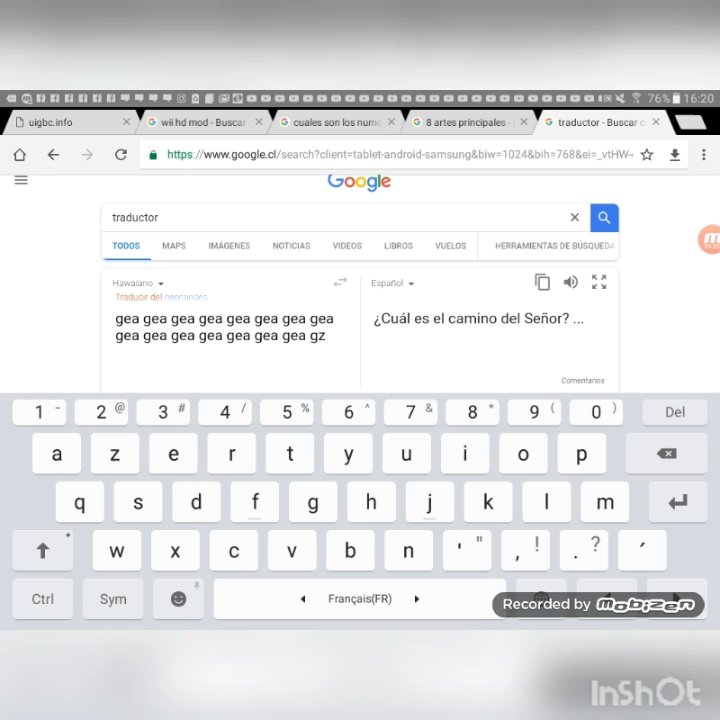 76% 16:20
uigbc.info
wii hd mod - Buscar
cuales son los nume
8 artes principales -
traductor - Buscar c
https://www.google.cl/search?client=tablet-android-samsung&biw=1024&bih=768&ei=_vtHW-
Google
traductor
TODOS MAPS IMÁGENES NOTICIAS VIDEOS LIBROS VUELOS HERRAMIENTAS DE BÚSQUEDA
Hawaiano
Español
Traducir del neerlandés
gea gea gea gea gea gea gea gea
gea gea gea gea gea gea gea gz
¿Cuál es el camino del Señor? ...
Comentarios
1 - 2 @ 3 # 4 / 5 % 6 ^ 7 & 8 * 9 ( 0 ) Del
a z e r t y u i o p
q s d f g h j k l m
w x c v b n ' " , ! . ? ´
Ctrl Sym Français(FR)
Recorded by mobizen
InShOt